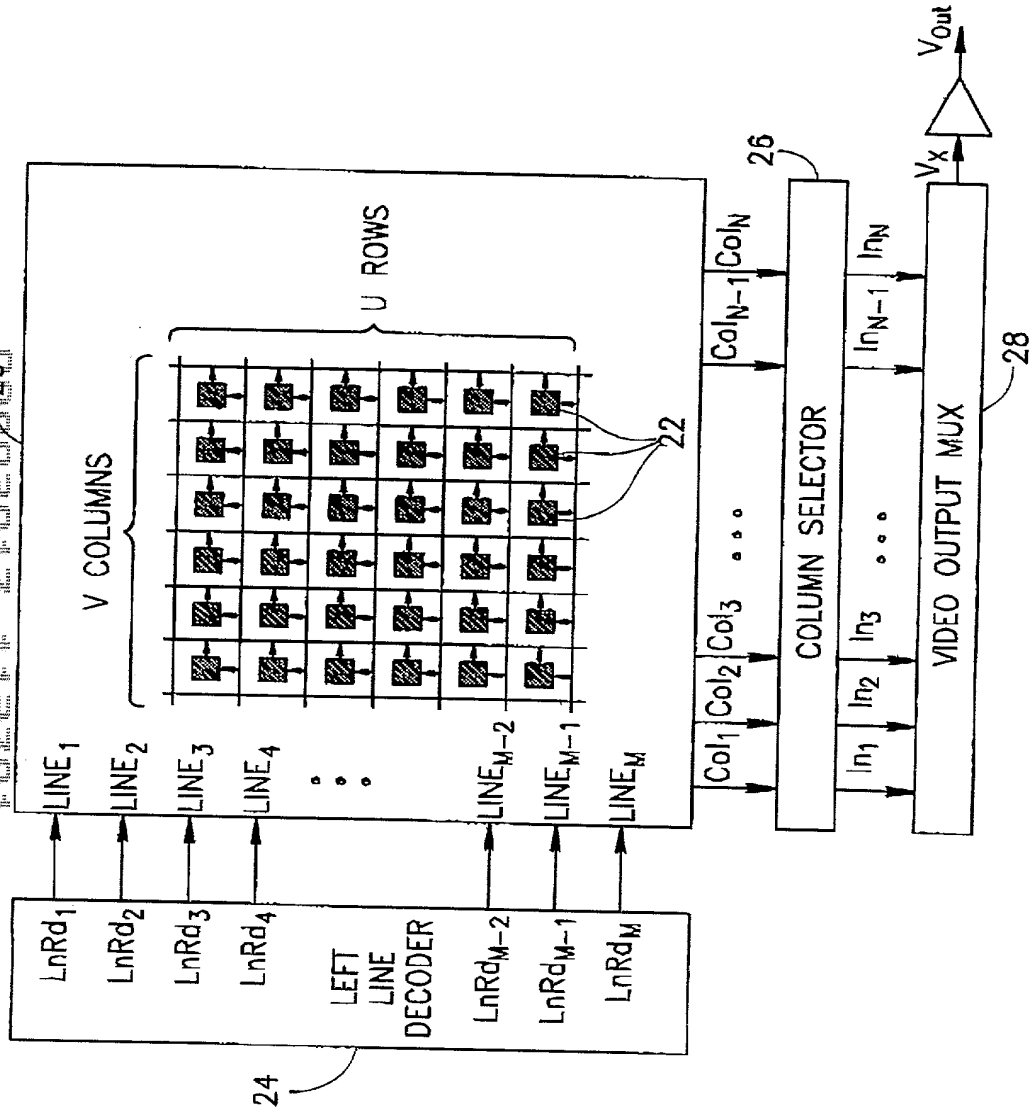 V COLUMNS
U ROWS
22
LnRd1
LnRd2
LnRd3
LnRd4
LEFT
LINE
DECODER
LnRdM-2
LnRdM-1
LnRdM
24
LINE1
LINE2
LINE3
LINE4
LINEM-2
LINEM-1
LINEM
Col1 Col2 Col3 ColN-1 ColN
26
COLUMN SELECTOR
In1 In2 In3 InN-1 InN
VIDEO OUTPUT MUX
28
VX
VOut